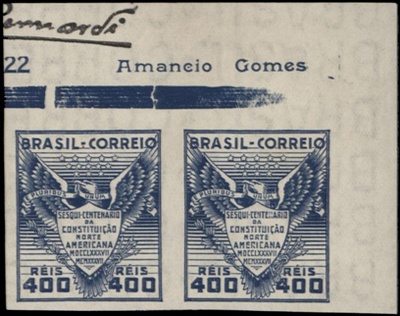 Bernardi
22 Amancio Gomes
BRASIL-CORREIO
E PLURIBUS UNUM
SESQUI-CENTENARIO
DA
CONSTITUIÇÃO
NORTE
AMERICANA
MDCCLXXXVII
MCMXXXVII
RÉIS RÉIS
400 400
BRASIL-CORREIO
E PLURIBUS UNUM
SESQUI-CENTENARIO
DA
CONSTITUIÇÃO
NORTE
AMERICANA
MDCCLXXXVII
MCMXXXVII
RÉIS RÉIS
400 400